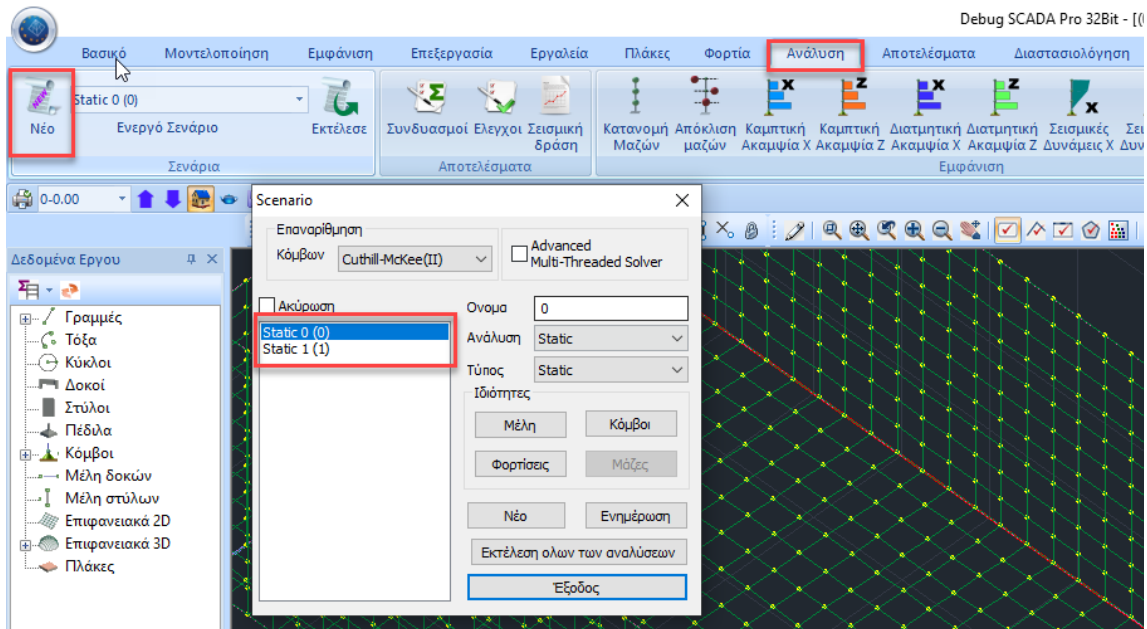 Debug SCADA Pro 32Bit - [(
Βασικό Μοντελοποίηση Εμφάνιση Επεξεργασία Εργαλεία Πλάκες Φορτία Ανάλυση Αποτελέσματα Διαστασιολόγηση
Static 0 (0)
Νέο Ενεργό Σενάριο Εκτέλεσε Συνδυασμοί Ελεγχοι Σεισμική Κατανομή Απόκλιση Καμπτική Καμπτική Διατμητική Διατμητική Σεισμικές Σει
δράση Μαζών μαζών Ακαμψία X Ακαμψία Z Ακαμψία X Ακαμψία Z Δυνάμεις X Δυν
Σενάρια Αποτελέσματα Εμφάνιση
0-0.00
Scenario
Επαναρίθμηση
Κόμβων Cuthill-McKee(II)
Advanced
Multi-Threaded Solver
Δεδομένα Εργου
Γραμμές
Τόξα
Κύκλοι
Δοκοί
Στύλοι
Πέδιλα
Κόμβοι
Μέλη δοκών
Μέλη στύλων
Επιφανειακά 2D
Επιφανειακά 3D
Πλάκες
Ακύρωση
Static 0 (0)
Static 1 (1)
Ονομα 0
Ανάλυση Static
Τύπος Static
Ιδιότητες
Μέλη Κόμβοι
Φορτίσεις Μάζες
Νέο Ενημέρωση
Εκτέλεση ολων των αναλύσεων
Έξοδος